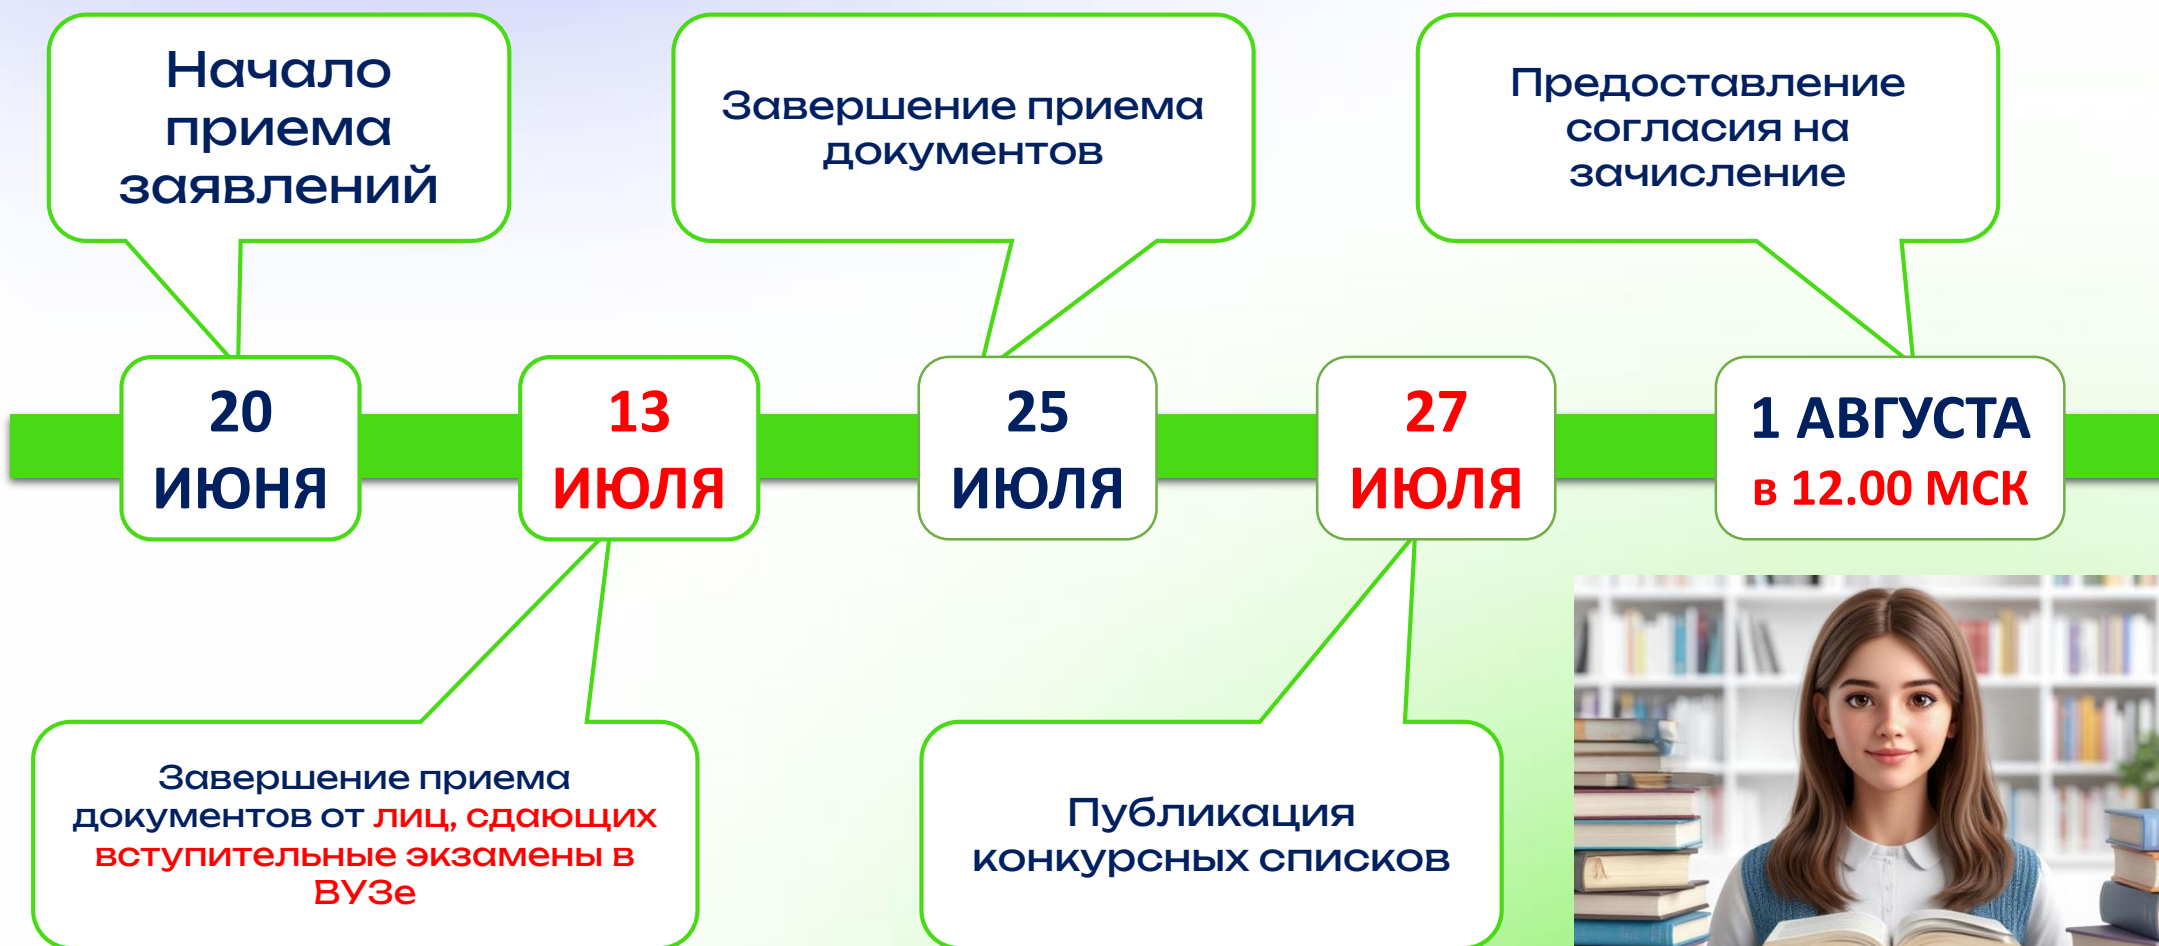 Начало
приема
заявлений
Завершение приема
документов
Предоставление
согласия на
зачисление
20
ИЮНЯ
13
ИЮЛЯ
25
ИЮЛЯ
27
ИЮЛЯ
1 АВГУСТА
в 12.00 МСК
Завершение приема
документов от лиц, сдающих
вступительные экзамены в
ВУЗе
Публикация
конкурсных списков